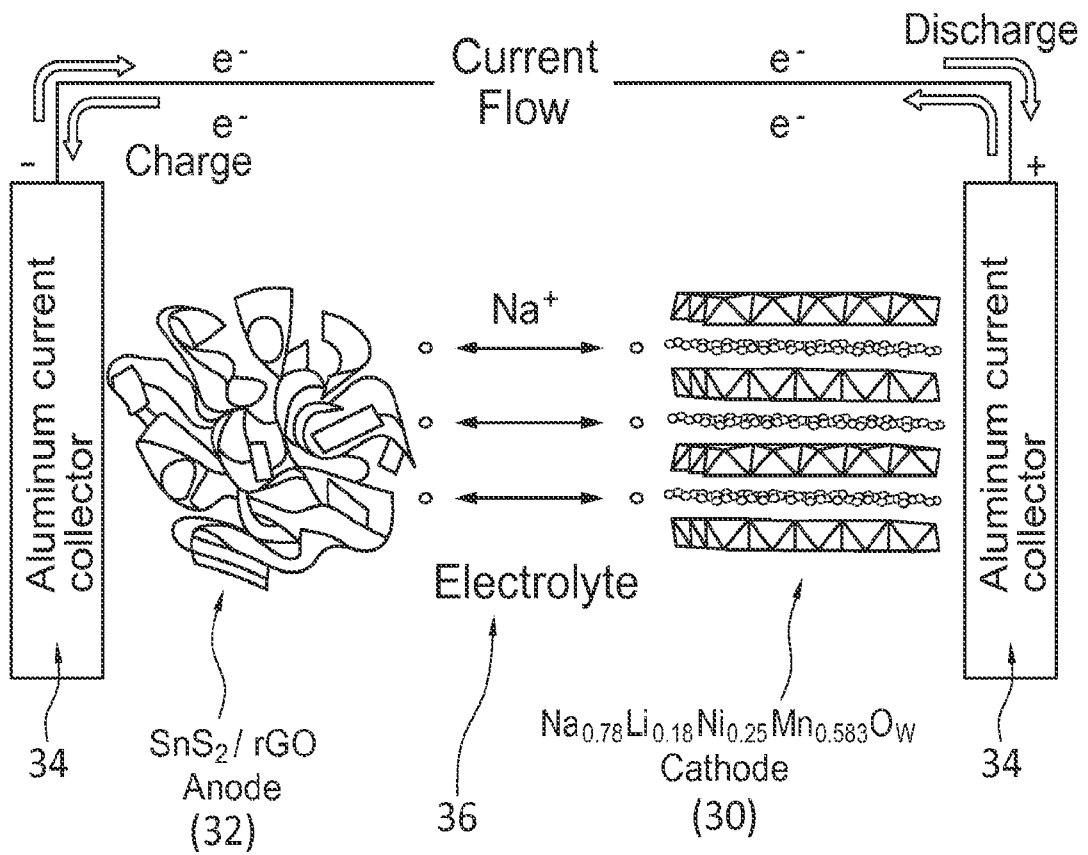 Discharge
e-
Current
Flow
e-
e-
Charge
e-
-
+
Aluminum current
collector
Na+
Aluminum current
collector
Electrolyte
34
SnS2 / rGO
Anode
(32)
36
Na0.78Li0.18Ni0.25Mn0.583OW
Cathode
(30)
34